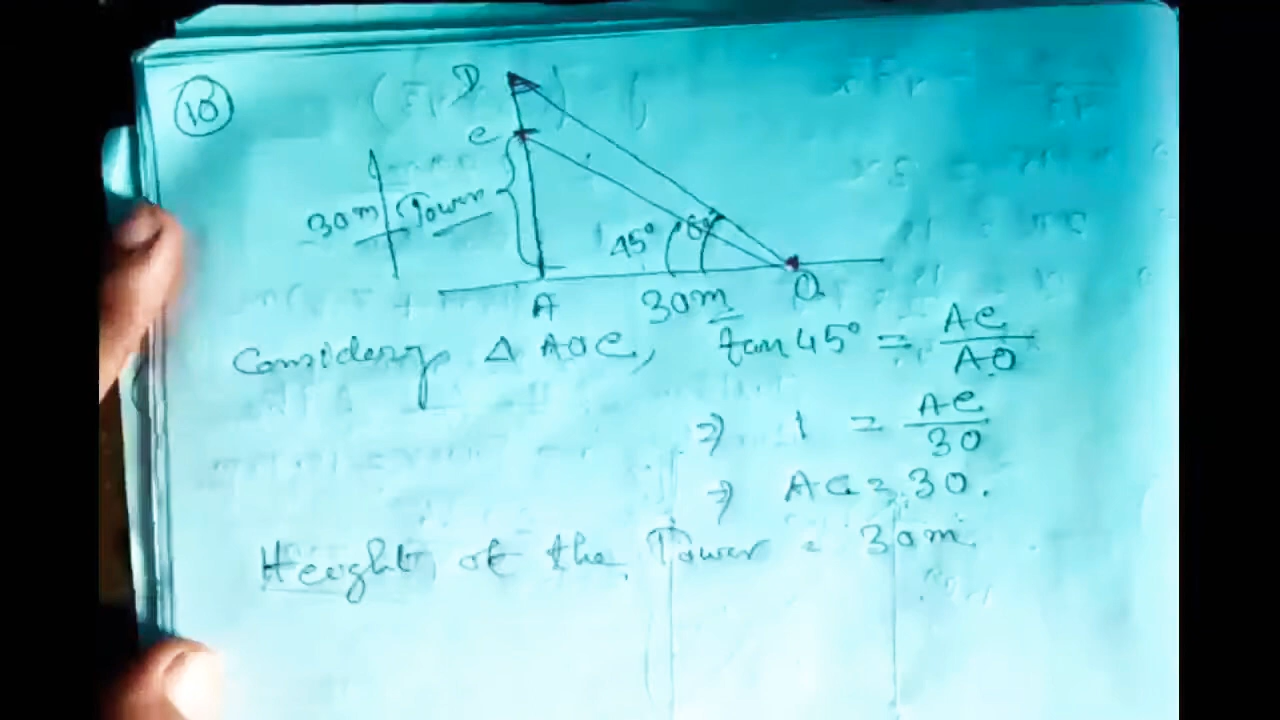 10
D
C
30m Tower
45° 60°
A 30m O
Considering Δ AOC, tan 45° = AC/AO
⇒ 1 = AC/30
⇒ AC = 30.
Height of the Tower = 30m